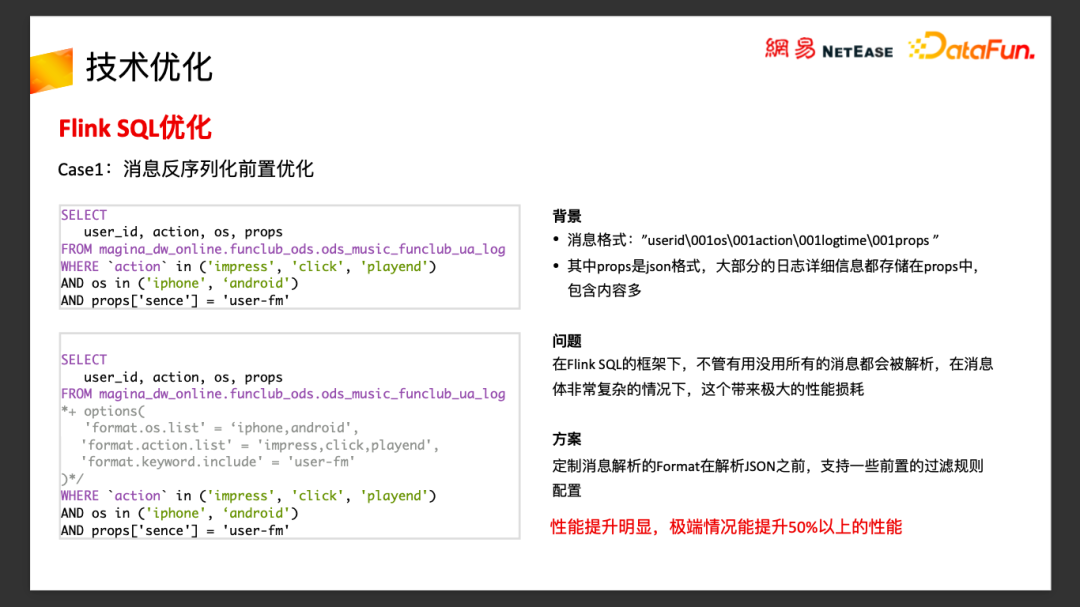 技术优化
網易 NETEASE
DataFun.
Flink SQL优化
Case1：消息反序列化前置优化
SELECT
user_id, action, os, props
FROM magina_dw_online.funclub_ods.ods_music_funclub_ua_log
WHERE `action` in ('impress', 'click', 'playend')
AND os in ('iphone', ‘android')
AND props['sence'] = 'user-fm'
SELECT
user_id, action, os, props
FROM magina_dw_online.funclub_ods.ods_music_funclub_ua_log
*+ options(
'format.os.list' = ‘iphone,android',
'format.action.list' = 'impress,click,playend',
'format.keyword.include' = 'user-fm'
)*/
WHERE `action` in ('impress', 'click', 'playend')
AND os in ('iphone', ‘android')
AND props['sence'] = 'user-fm'
背景
• 消息格式：”userid\001os\001action\001logtime\001props ”
• 其中props是json格式，大部分的日志详细信息都存储在props中，
包含内容多
问题
在Flink SQL的框架下，不管有用没用所有的消息都会被解析，在消息
体非常复杂的情况下，这个带来极大的性能损耗
方案
定制消息解析的Format在解析JSON之前，支持一些前置的过滤规则
配置
性能提升明显，极端情况能提升50%以上的性能